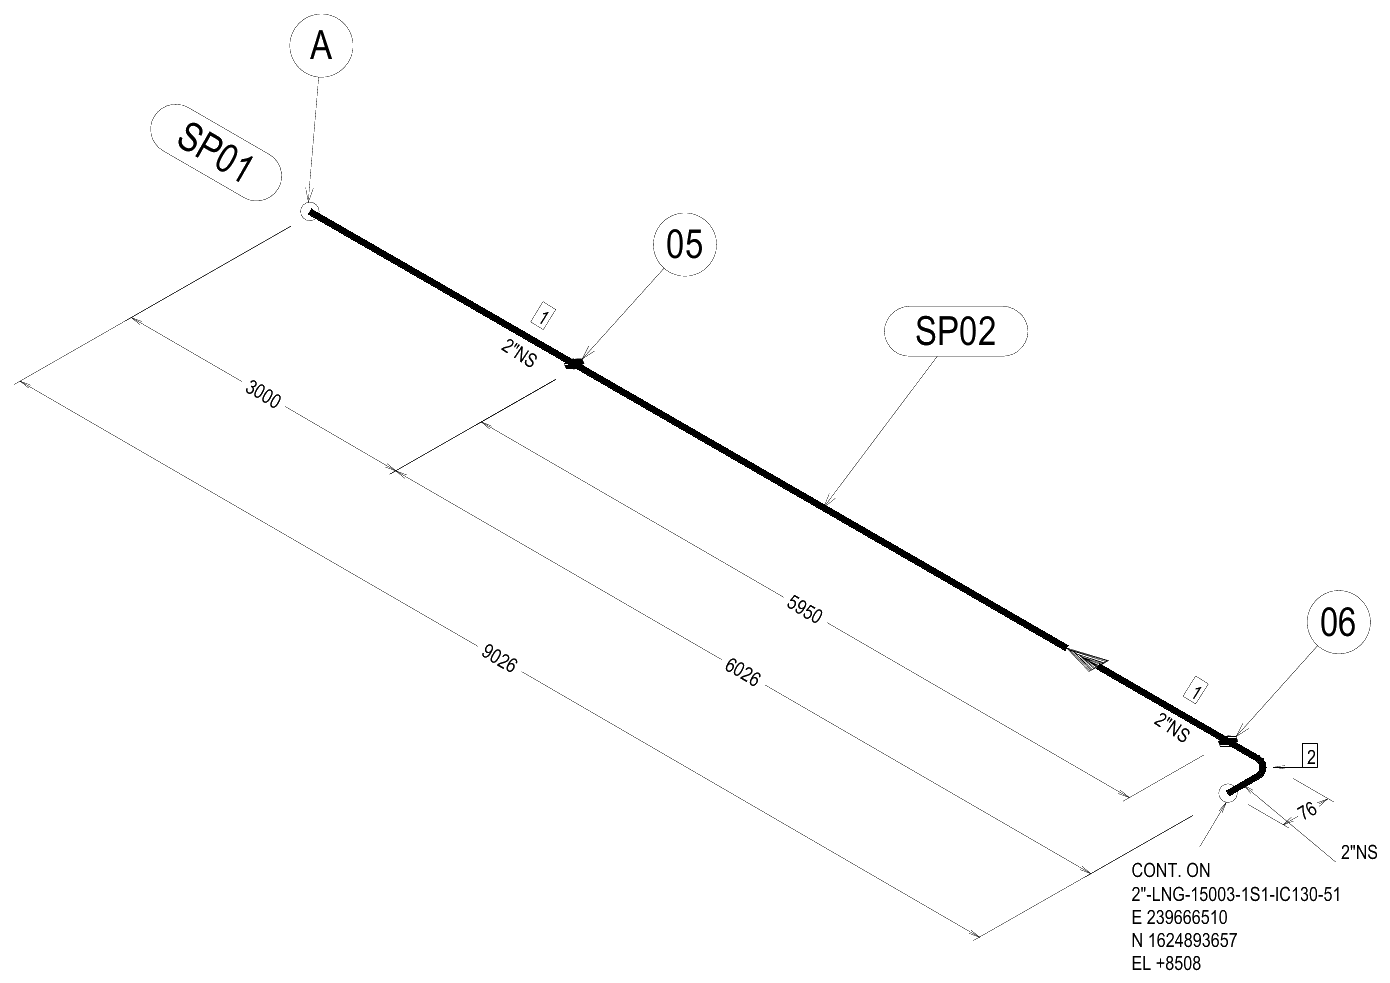 A
SP01
05
1
2"NS
SP02
3000
5950
9026
6026
06
1
2"NS
2
76
2"NS
CONT. ON
2"-LNG-15003-1S1-IC130-51
E 239666510
N 1624893657
EL +8508